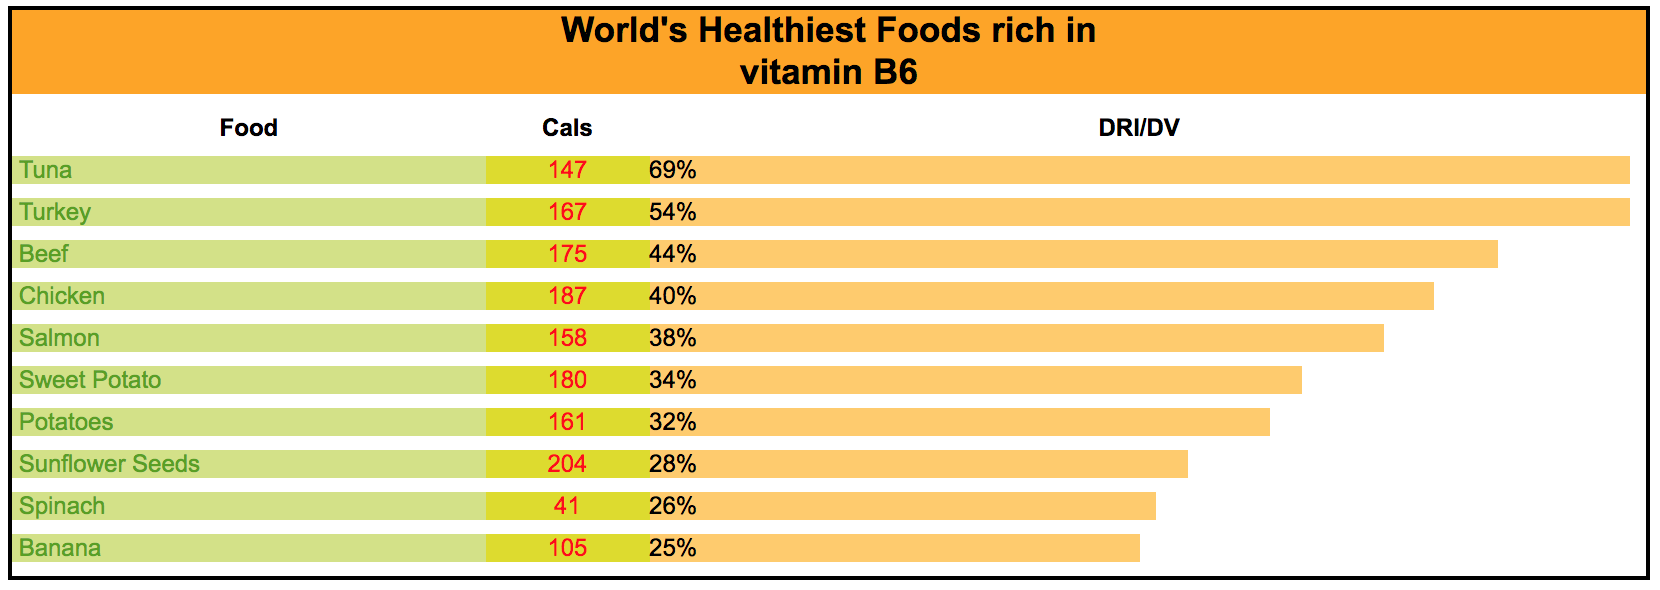 World's Healthiest Foods rich in
vitamin B6
Food Cals DRI/DV
Tuna 147 69%
Turkey 167 54%
Beef 175 44%
Chicken 187 40%
Salmon 158 38%
Sweet Potato 180 34%
Potatoes 161 32%
Sunflower Seeds 204 28%
Spinach 41 26%
Banana 105 25%